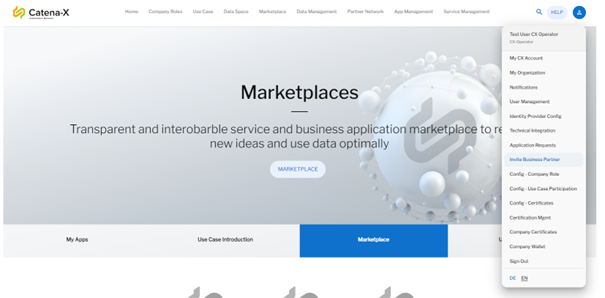 Catena-X
Home Company Roles Use Case Data Space Marketplace Data Management Partner Network App Management Service Management
HELP
Test User CX Operator
CX-Operator
My CX Account
My Organization
Notifications
User Management
Identity Provider Config
Technical Integration
Application Requests
Invite Business Partner
Config - Company Role
Config - Use Case Participation
Config - Certificates
Certification Mgmt
Company Certificates
Company Wallet
Sign Out
DE EN
Marketplaces
Transparent and interobarble service and business application marketplace to re
new ideas and use data optimally
MARKETPLACE
My Apps Use Case Introduction Marketplace U